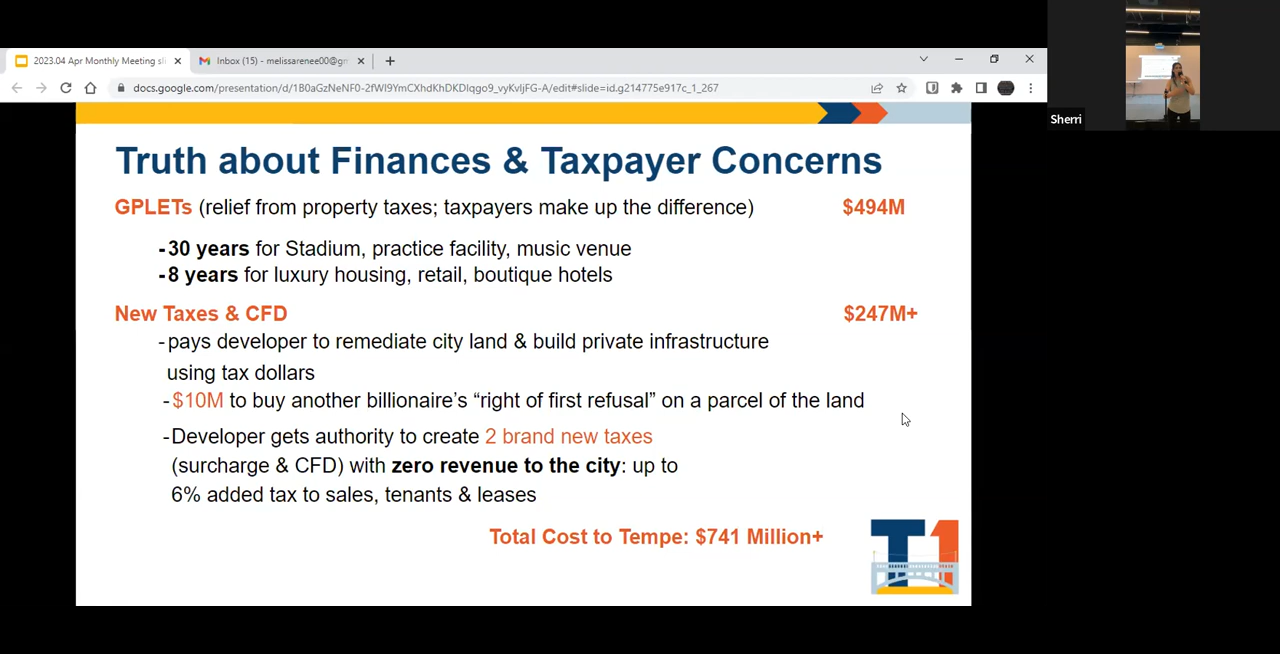 2023.04 Apr Monthly Meeting sli
Inbox (15) - melissarenee00@gm
docs.google.com/presentation/d/1B0aGzNeNF0-2fWI9YmCXhdKhDKDlqgo9_vyKvIjFG-A/edit#slide=id.g214775e917c_1_267
Sherri
Truth about Finances & Taxpayer Concerns
GPLETs (relief from property taxes; taxpayers make up the difference) $494M
-30 years for Stadium, practice facility, music venue
-8 years for luxury housing, retail, boutique hotels
New Taxes & CFD $247M+
-pays developer to remediate city land & build private infrastructure
using tax dollars
-$10M to buy another billionaire's “right of first refusal” on a parcel of the land
-Developer gets authority to create 2 brand new taxes
(surcharge & CFD) with zero revenue to the city: up to
6% added tax to sales, tenants & leases
Total Cost to Tempe: $741 Million+
T1